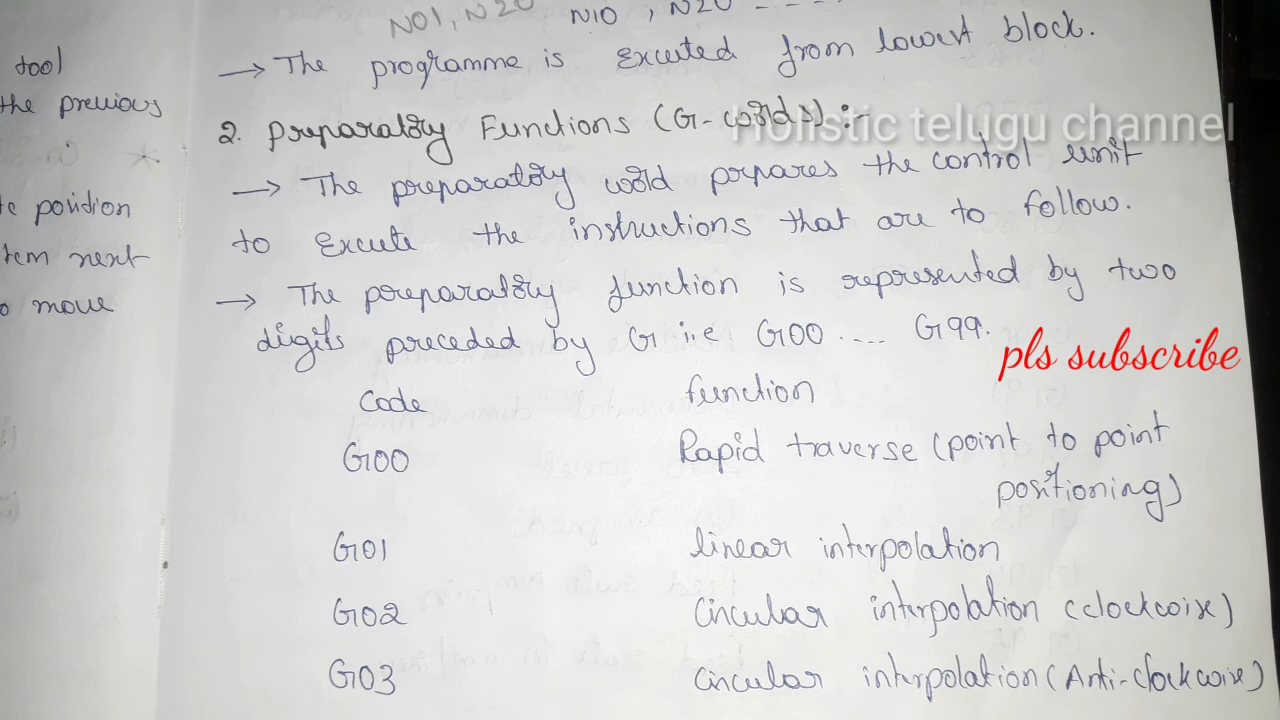 N01, N20 N10, N20 - - - -
→ The programme is Excuted from lowest block.
2. Preparatory Functions (G-words) :-
Holistic telugu channel
→ The preparatory word prpares the control unit
to Excute the instructions that are to follow.
→ The preparatory function is represented by two
digits preceded by G i.e G00 .... G99.
pls subscribe
Code function
G00 Rapid traverse (point to point
positioning)
G01 linear interpolation
G02 Circular interpolation (clockwise)
G03 Circular interpolation (Anti-clockwise)
tool
the previous
position
tem next
move